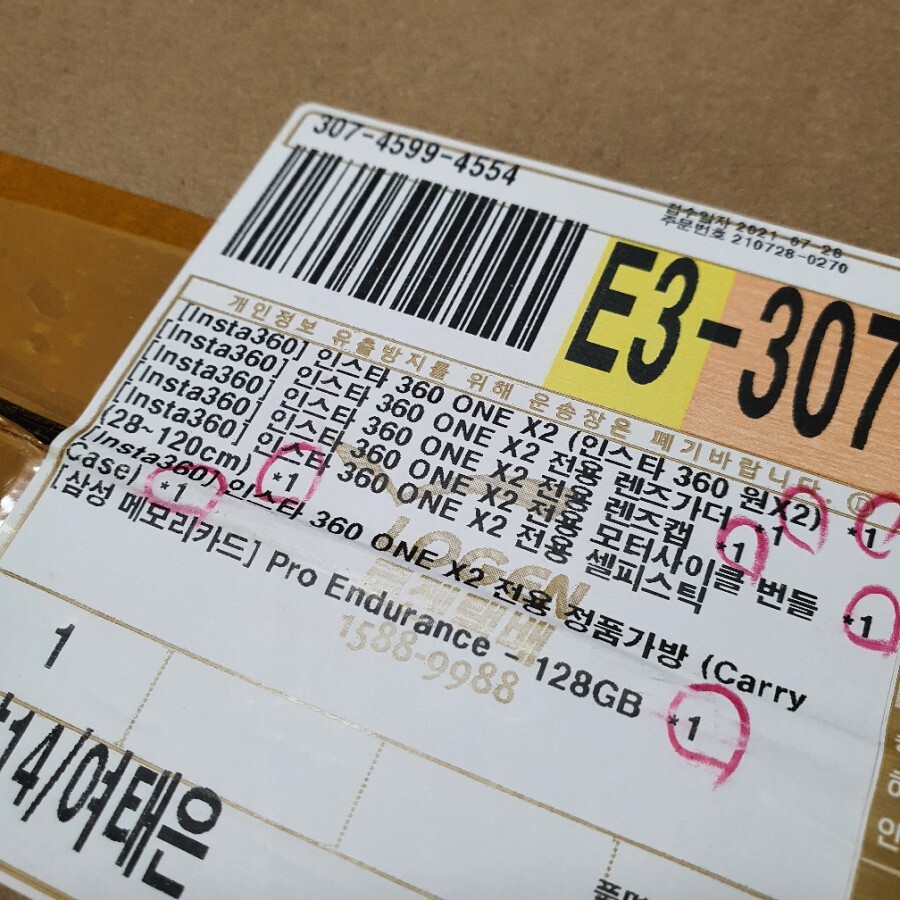 307-4599-4554
접수일자 2021-07-28
주문번호 210728-0270
E3-307
개인정보 유출방지를 위해 운송장은 폐기바랍니다.
[Insta360] 인스타 360 ONE X2 (인스타 360 원X2) *1
[Insta360] 인스타 360 ONE X2 전용 렌즈가더 *1
[Insta360] 인스타 360 ONE X2 전용 렌즈캡 *1
[Insta360] 인스타 360 ONE X2 전용 모터사이클 번들 *1
[Insta360] 인스타 360 ONE X2 전용 셀피스틱
(28~120cm) *1
[Insta360] 인스타 360 ONE X2 전용 정품가방 (Carry
Case) *1
[삼성 메모리카드] Pro Endurance - 128GB *1
LOGEN
로젠택배
1588-9988
1
14/여태은